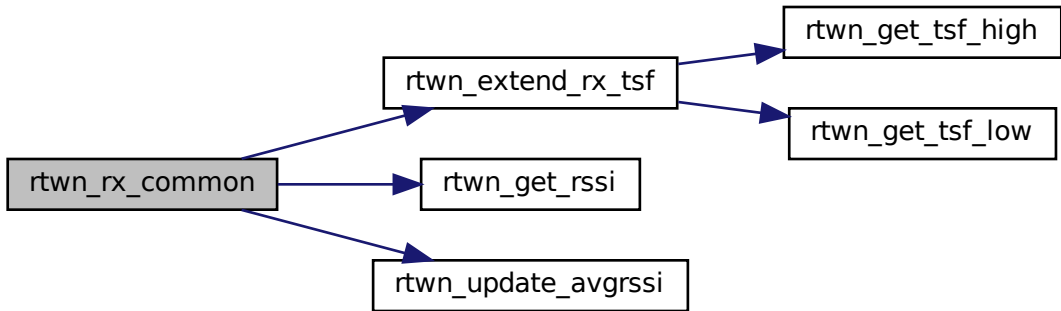 rtwn_rx_common
rtwn_extend_rx_tsf
rtwn_get_tsf_high
rtwn_get_tsf_low
rtwn_get_rssi
rtwn_update_avgrssi